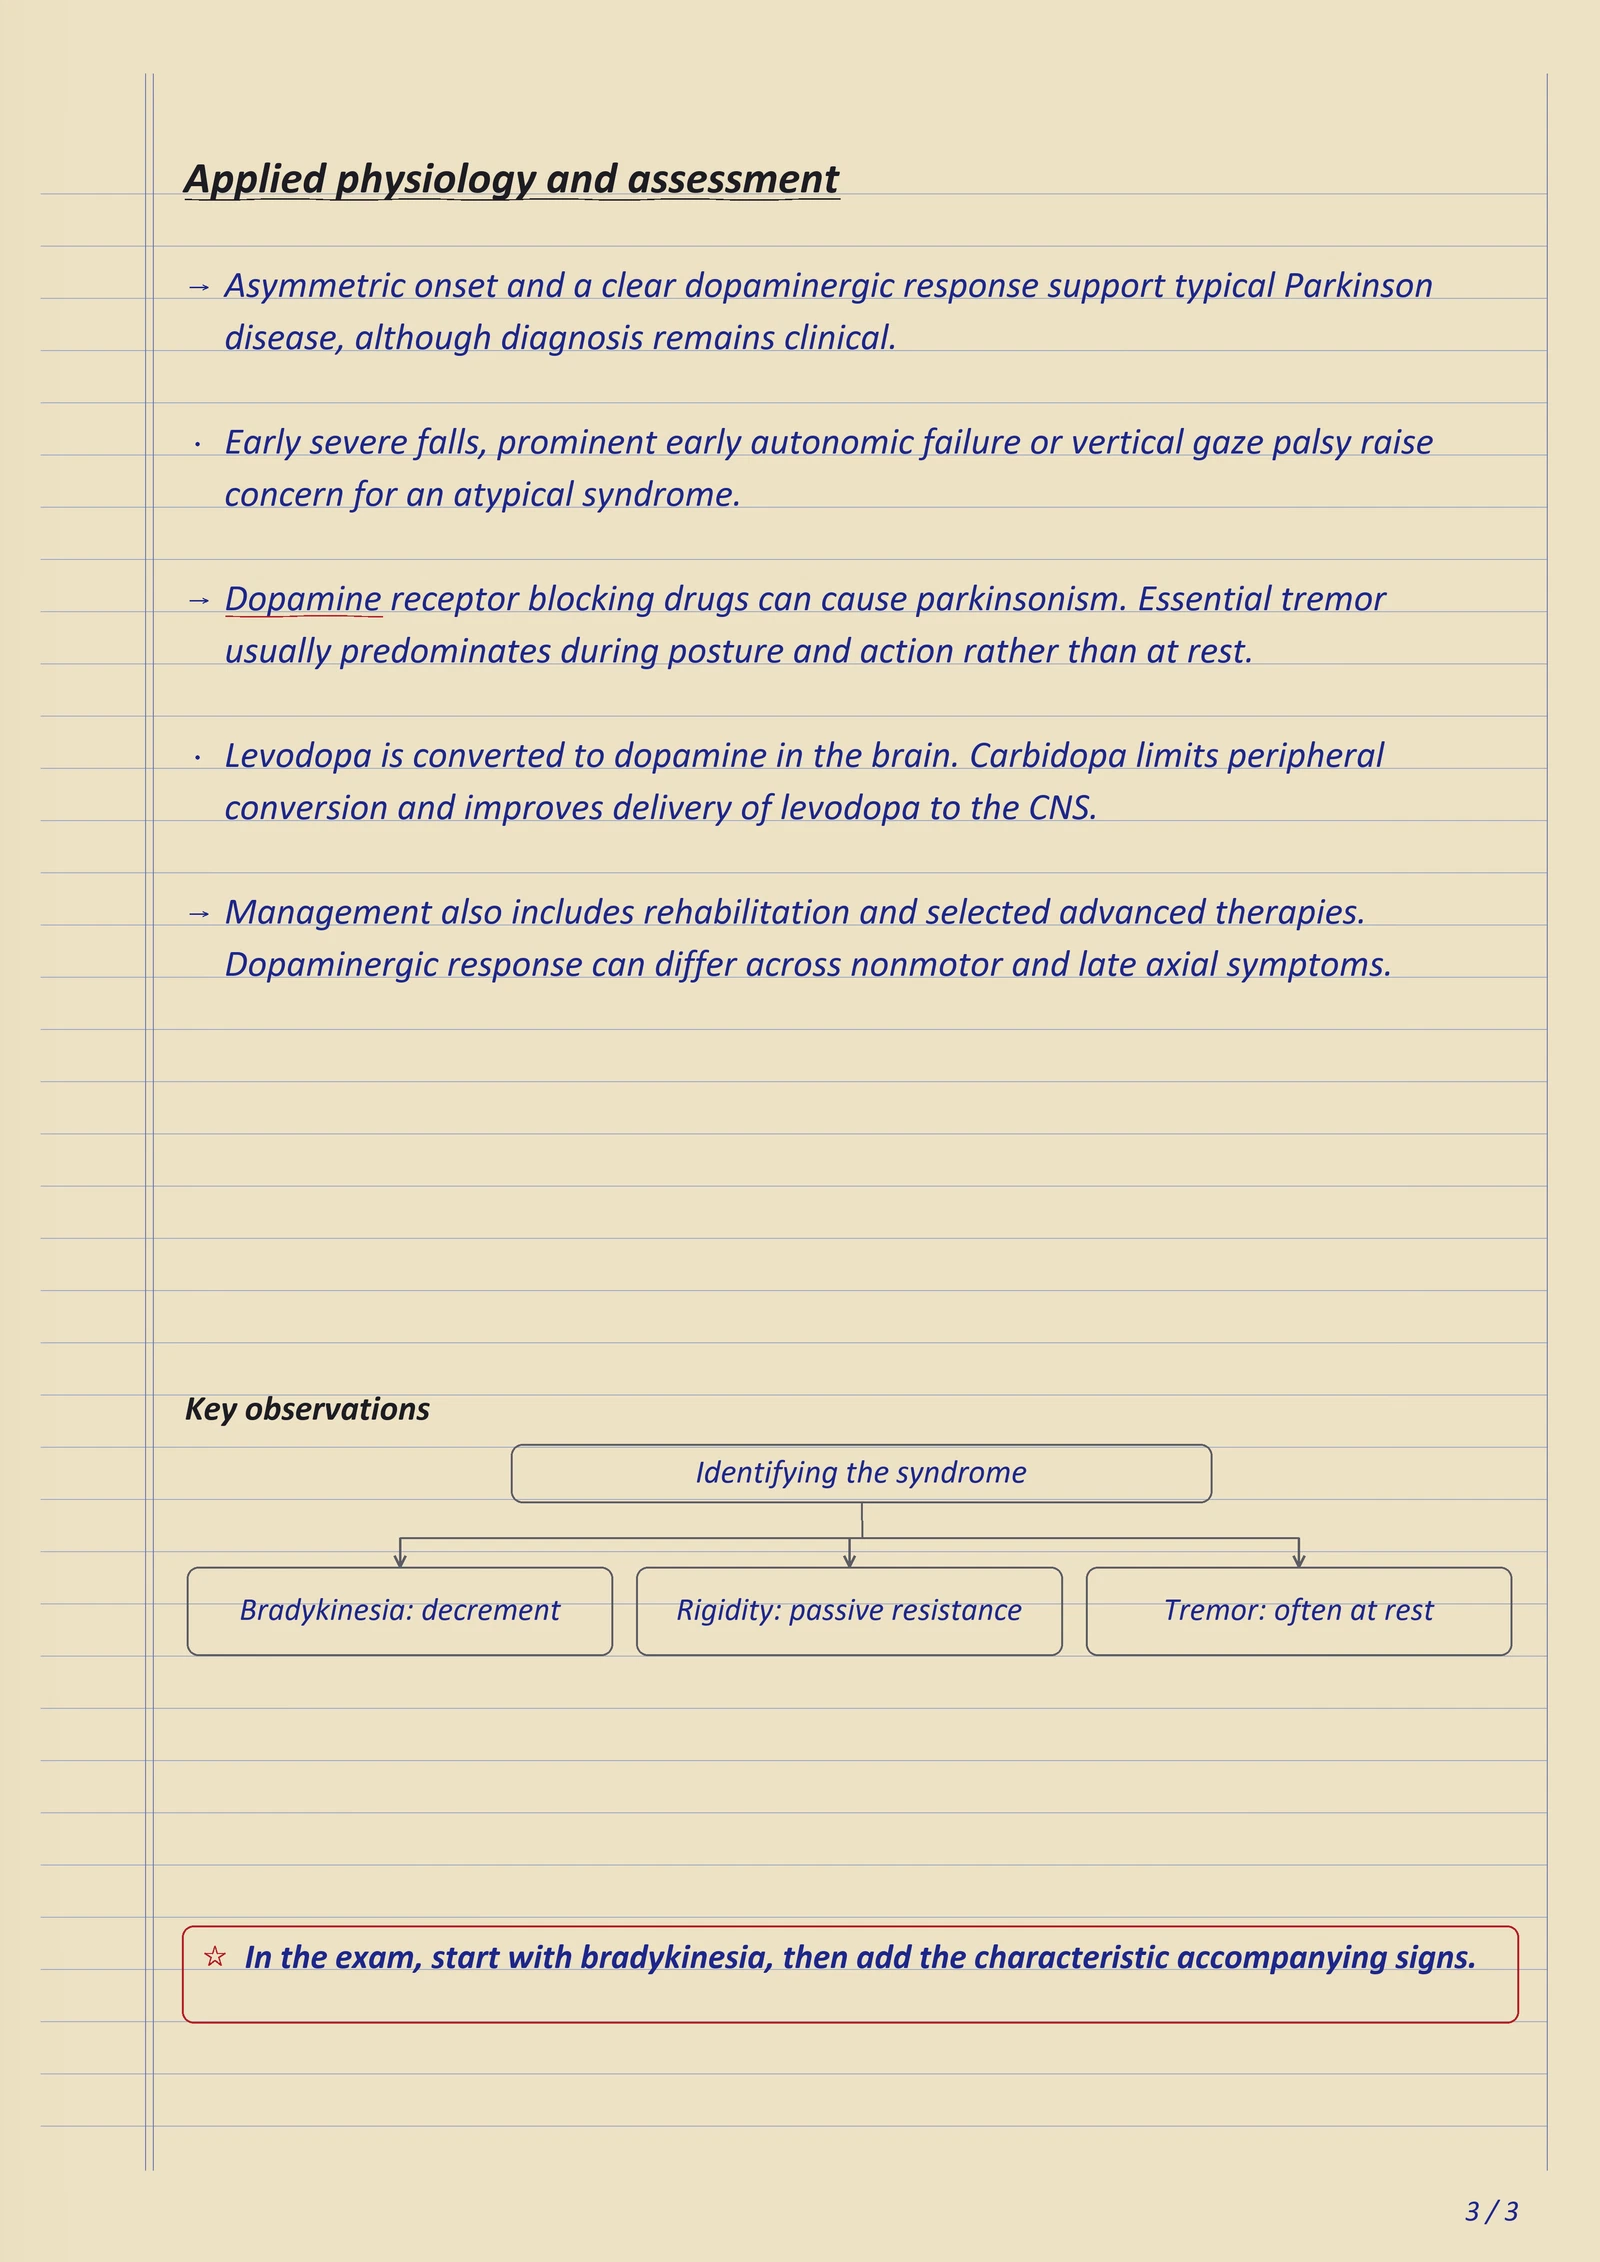 Applied physiology and assessment
→ Asymmetric onset and a clear dopaminergic response support typical Parkinson
disease, although diagnosis remains clinical.
· Early severe falls, prominent early autonomic failure or vertical gaze palsy raise
concern for an atypical syndrome.
→ Dopamine receptor blocking drugs can cause parkinsonism. Essential tremor
usually predominates during posture and action rather than at rest.
· Levodopa is converted to dopamine in the brain. Carbidopa limits peripheral
conversion and improves delivery of levodopa to the CNS.
→ Management also includes rehabilitation and selected advanced therapies.
Dopaminergic response can differ across nonmotor and late axial symptoms.
Key observations
Identifying the syndrome
Bradykinesia: decrement
Rigidity: passive resistance
Tremor: often at rest
☆ In the exam, start with bradykinesia, then add the characteristic accompanying signs.
3 / 3